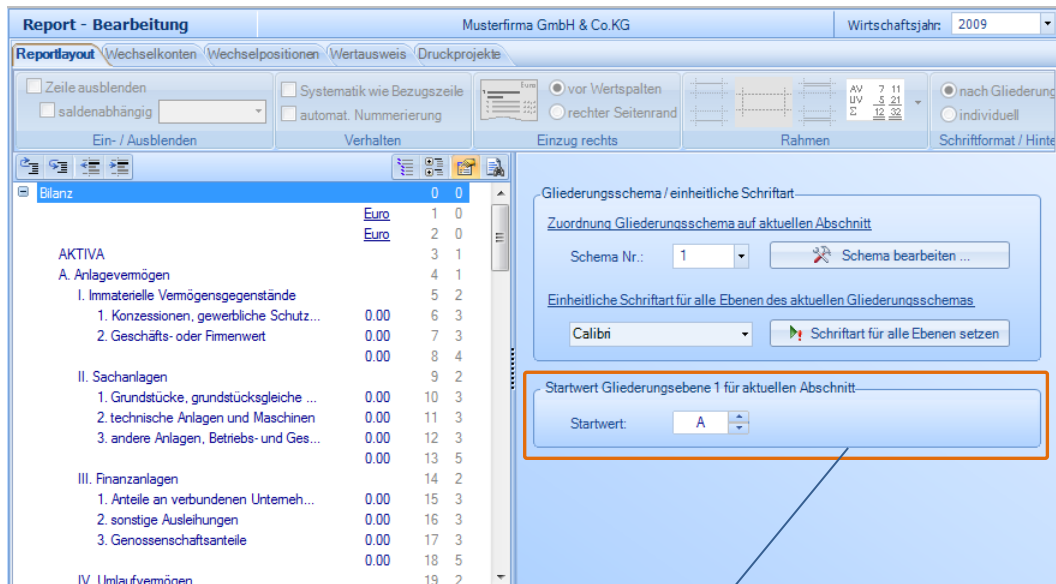 Report - Bearbeitung Musterfirma GmbH & Co.KG Wirtschaftsjahr: 2009
Reportlayout Wechselkonten Wechselpositionen Wertausweis Druckprojekte
Zeile ausblenden
saldenabhängig
Ein- / Ausblenden
Systematik wie Bezugszeile
automat. Nummerierung
Verhalten
Euro
vor Wertspalten
rechter Seitenrand
Einzug rechts
AV 7 11
UV 5 21
Σ 12 32
Rahmen
nach Gliederung
individuell
Schriftformat / Hinte
Bilanz 0 0
Euro 1 0
Euro 2 0
AKTIVA 3 1
A. Anlagevermögen 4 1
I. Immaterielle Vermögensgegenstände 5 2
1. Konzessionen, gewerbliche Schutz... 0.00 6 3
2. Geschäfts- oder Firmenwert 0.00 7 3
0.00 8 4
II. Sachanlagen 9 2
1. Grundstücke, grundstücksgleiche ... 0.00 10 3
2. technische Anlagen und Maschinen 0.00 11 3
3. andere Anlagen, Betriebs- und Ges... 0.00 12 3
0.00 13 5
III. Finanzanlagen 14 2
1. Anteile an verbundenen Unterneh... 0.00 15 3
2. sonstige Ausleihungen 0.00 16 3
3. Genossenschaftsanteile 0.00 17 3
0.00 18 5
IV. Umlaufvermögen 19 2
Gliederungsschema / einheitliche Schriftart
Zuordnung Gliederungsschema auf aktuellen Abschnitt
Schema Nr.: 1 Schema bearbeiten ...
Einheitliche Schriftart für alle Ebenen des aktuellen Gliederungsschemas
Calibri Schriftart für alle Ebenen setzen
Startwert Gliederungsebene 1 für aktuellen Abschnitt
Startwert: A